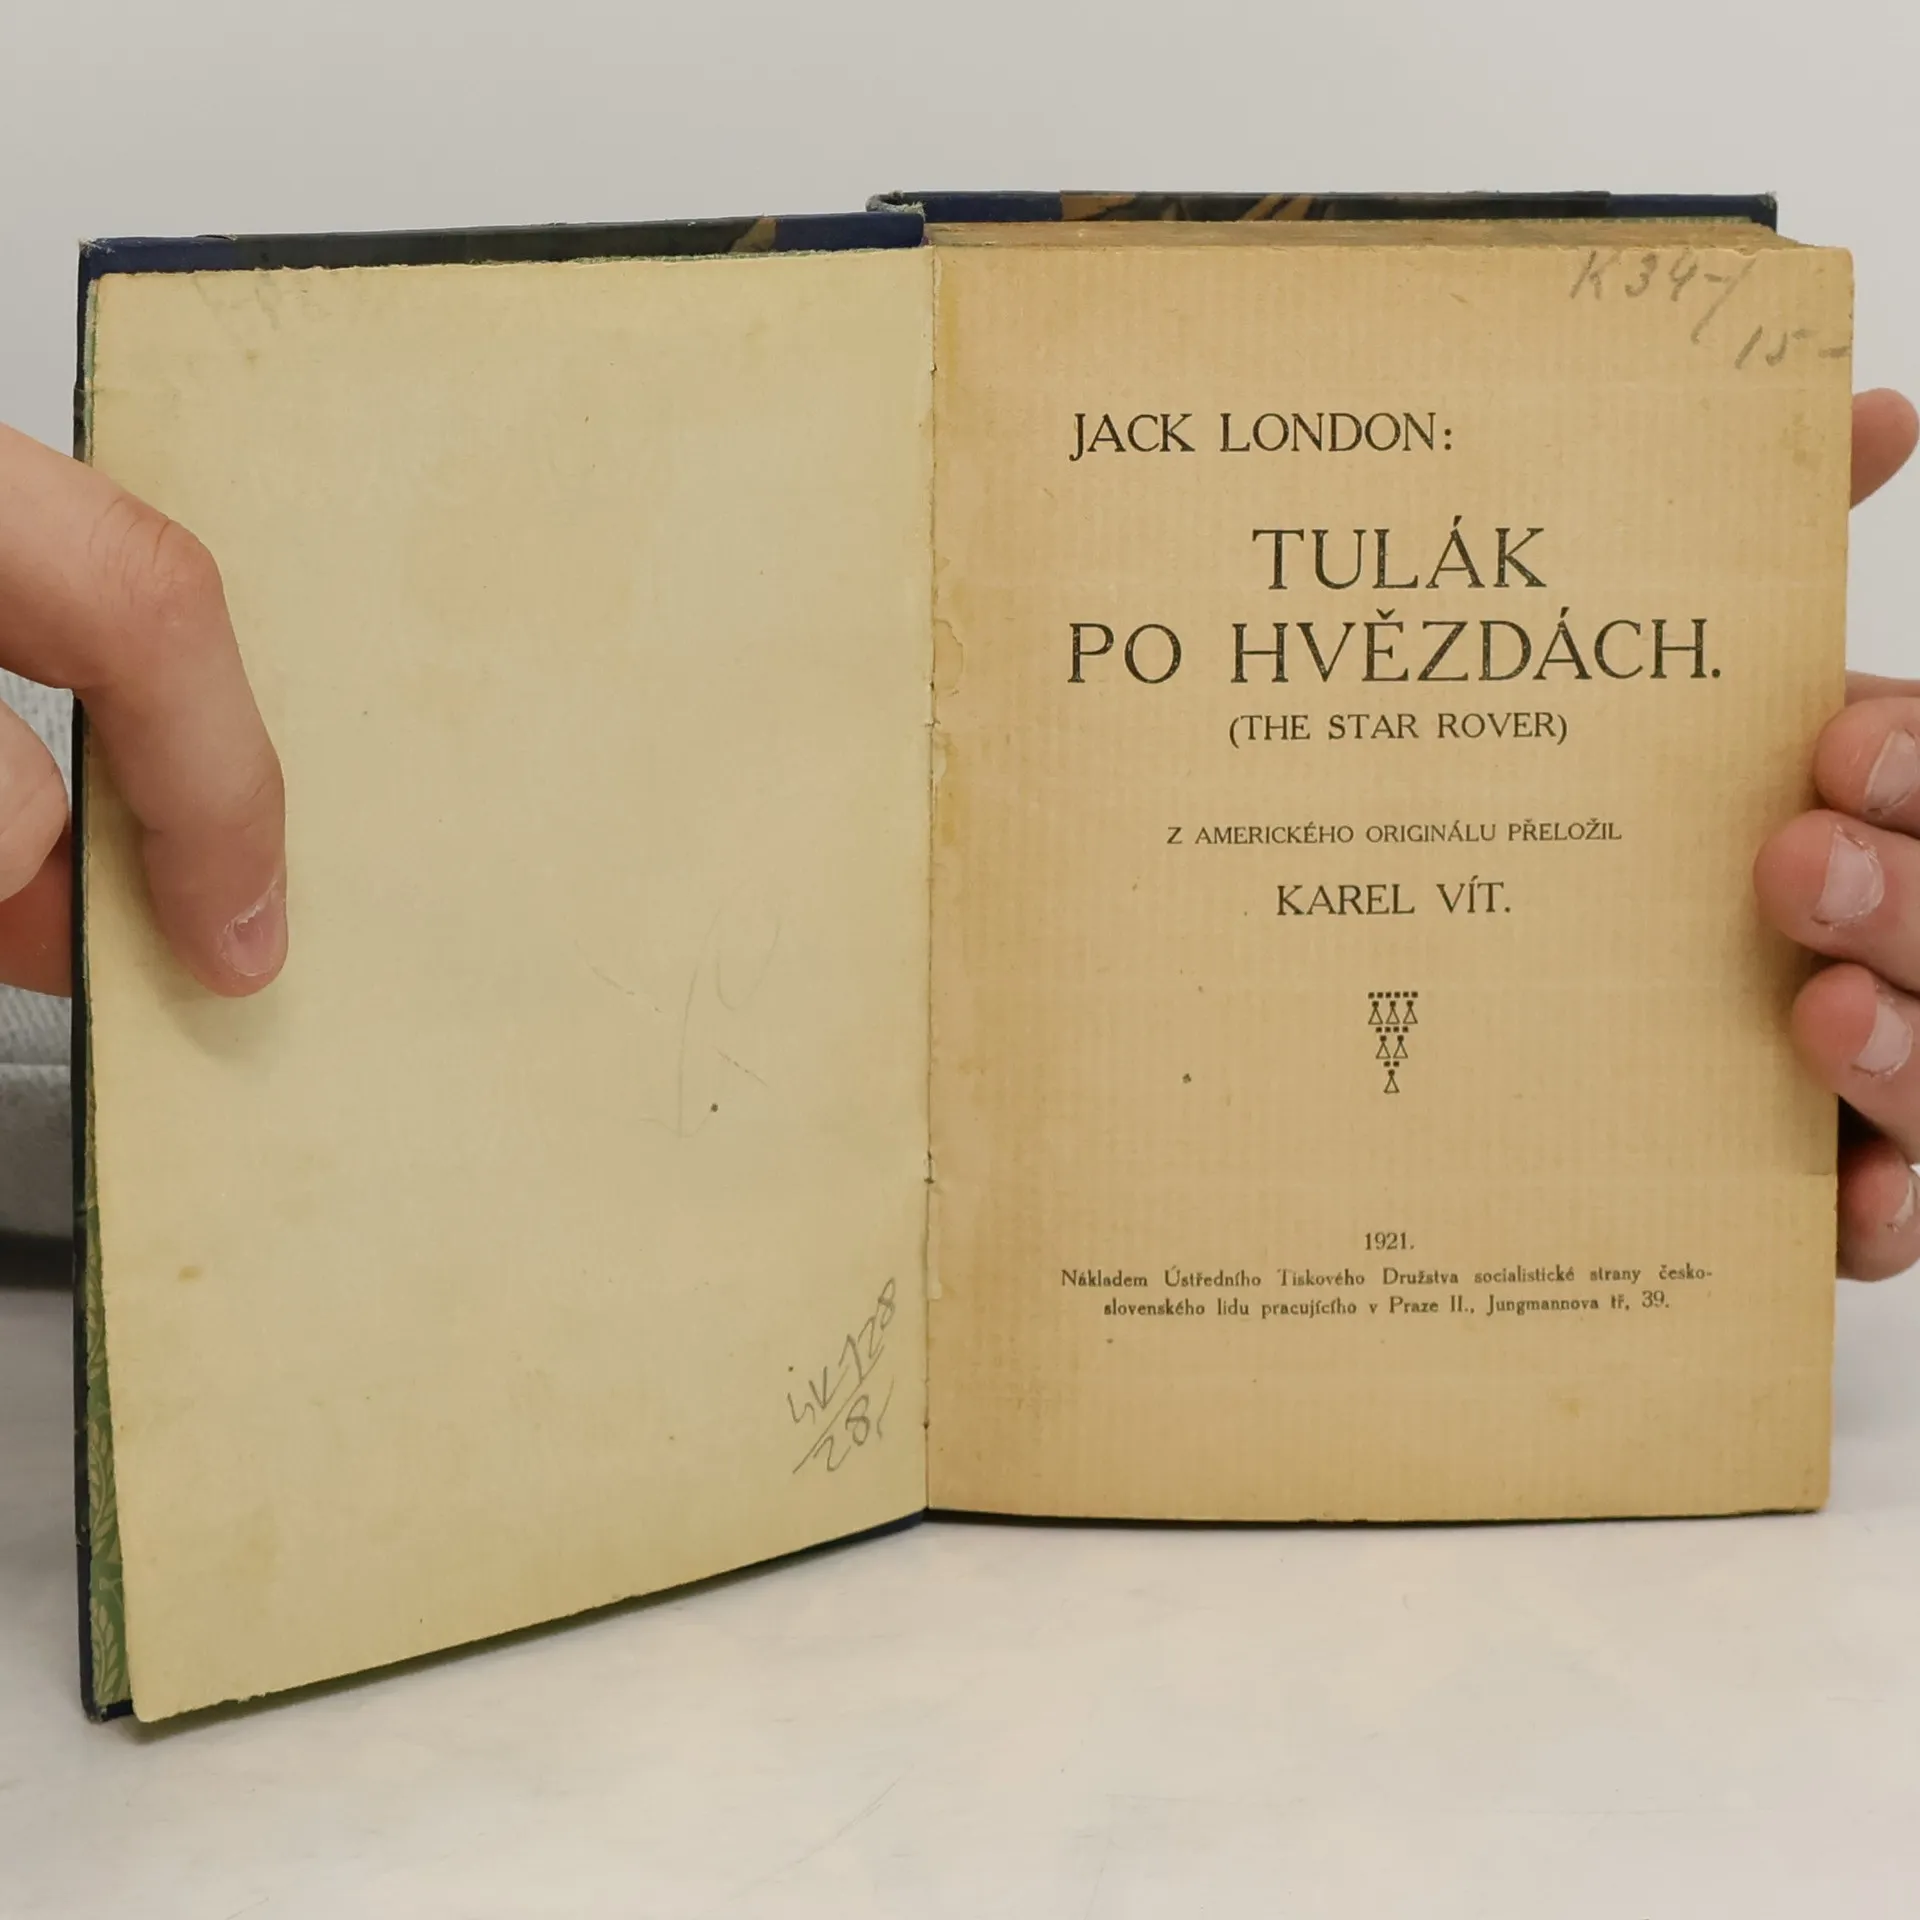 K 34-/
15-
JACK LONDON:
TULÁK
PO HVĚZDÁCH.
(THE STAR ROVER)
Z AMERICKÉHO ORIGINÁLU PŘELOŽIL
KAREL VÍT.
1921.
Nákladem Ústředního Tiskového Družstva socialistické strany česko-
slovenského lidu pracujícího v Praze II., Jungmannova tř, 39.